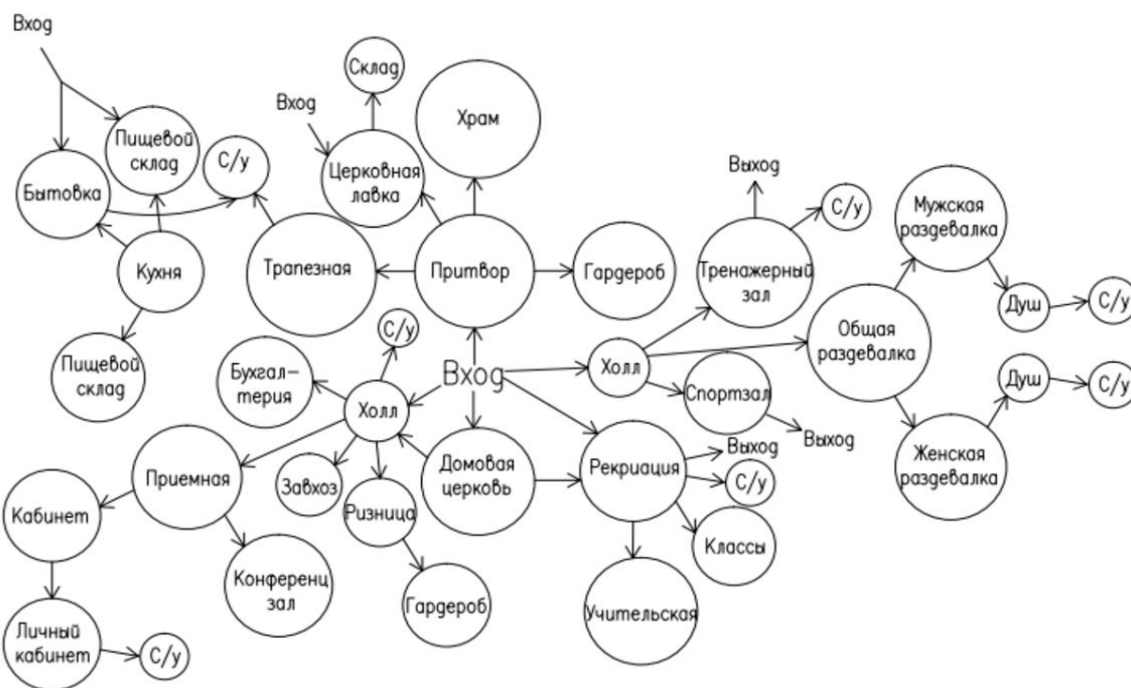 Вход
Склад
Храм
Вход
Пищевой
склад
С/у
Церковная
лавка
Выход
Бытовка
Мужская
раздевалка
С/у
Кухня
Трапезная
Притвор
Гардероб
Тренажерный
зал
Душ
С/у
С/у
Общая
раздевалка
Пищевой
склад
Бухгал-
терия
Вход
Холл
Холл
Спортзал
Душ
С/у
Выход
Выход
Приемная
Домовая
церковь
Рекриация
Женская
раздевалка
Завхоз
С/у
Кабинет
Ризница
Классы
Конференц
зал
Гардероб
Учительская
Личный
кабинет
С/у